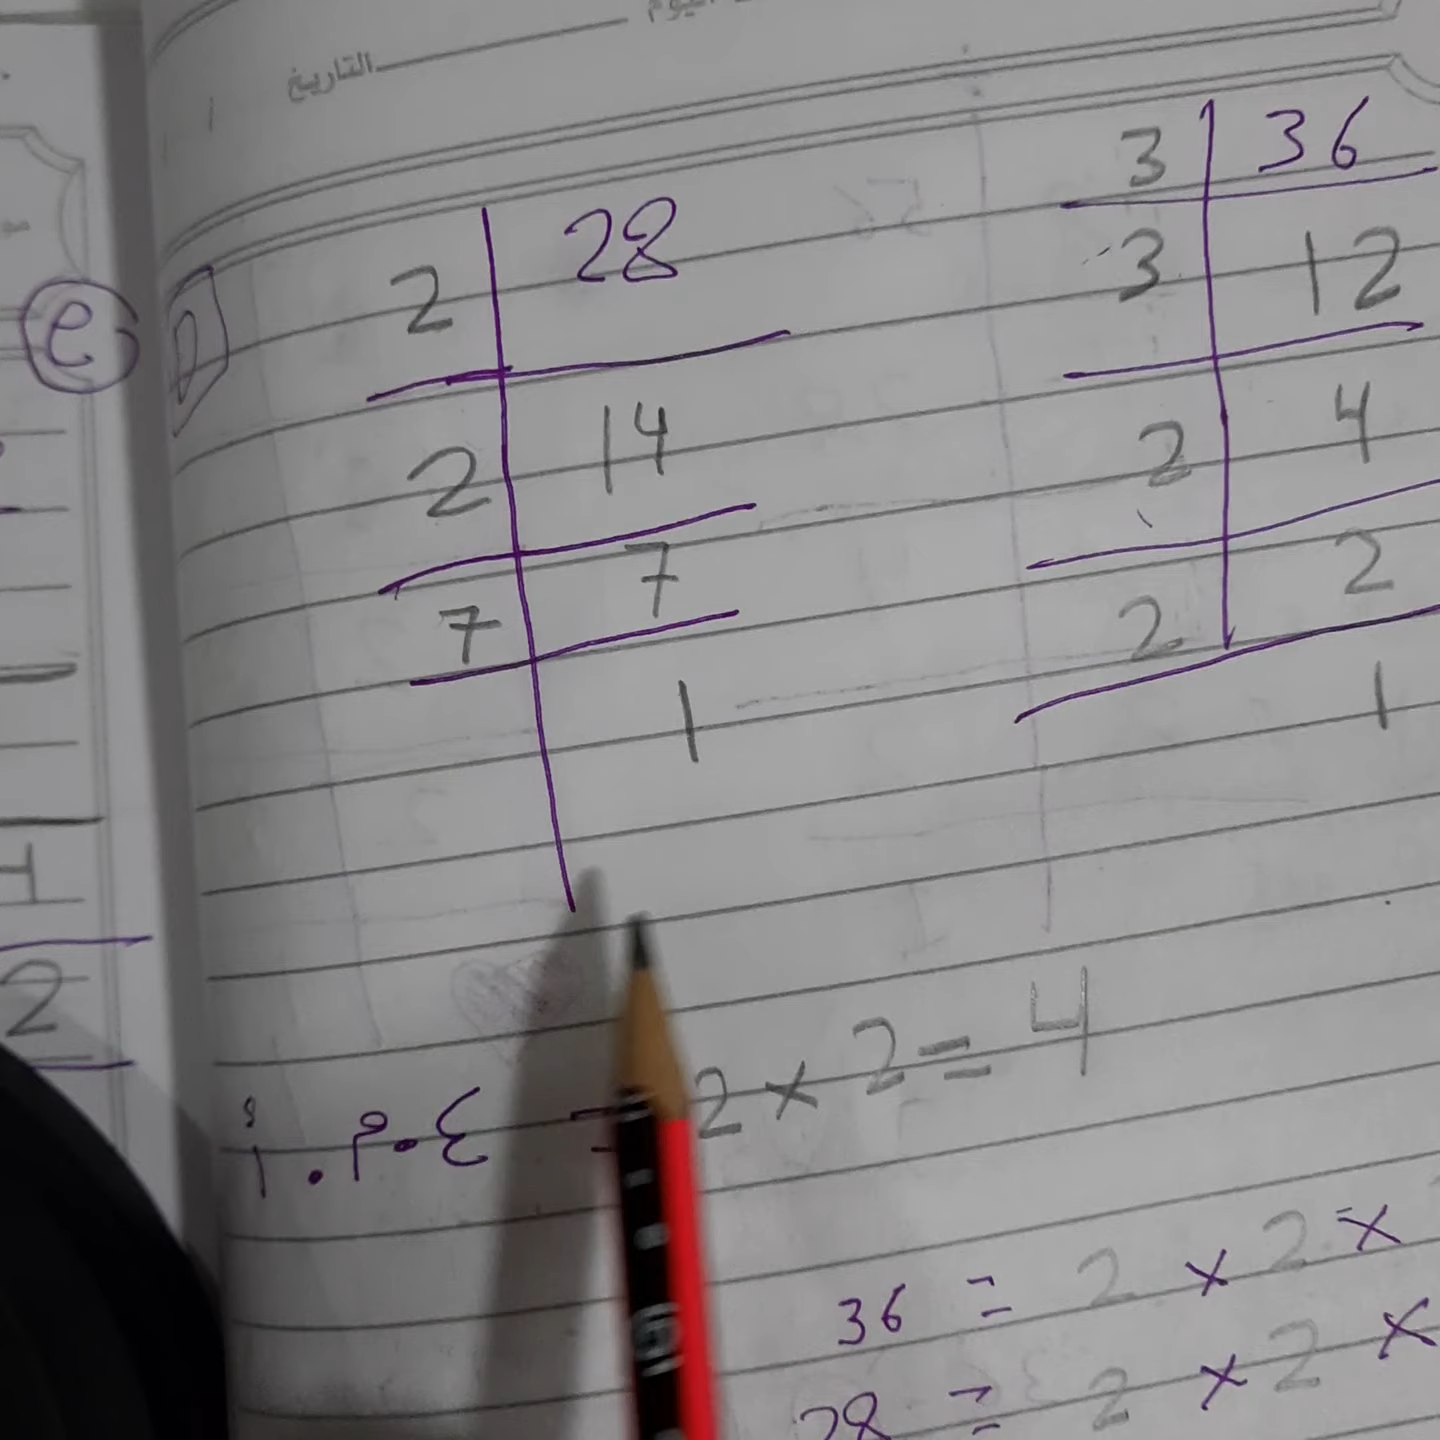 التاريخ
3 36
2 28
3 12
2 14
2 4
7 7
2 2
1
1
ع.م.أ = 2 × 2 = 4
36 = 2 × 2 ×
28 = 2 × 2 ×
e
2